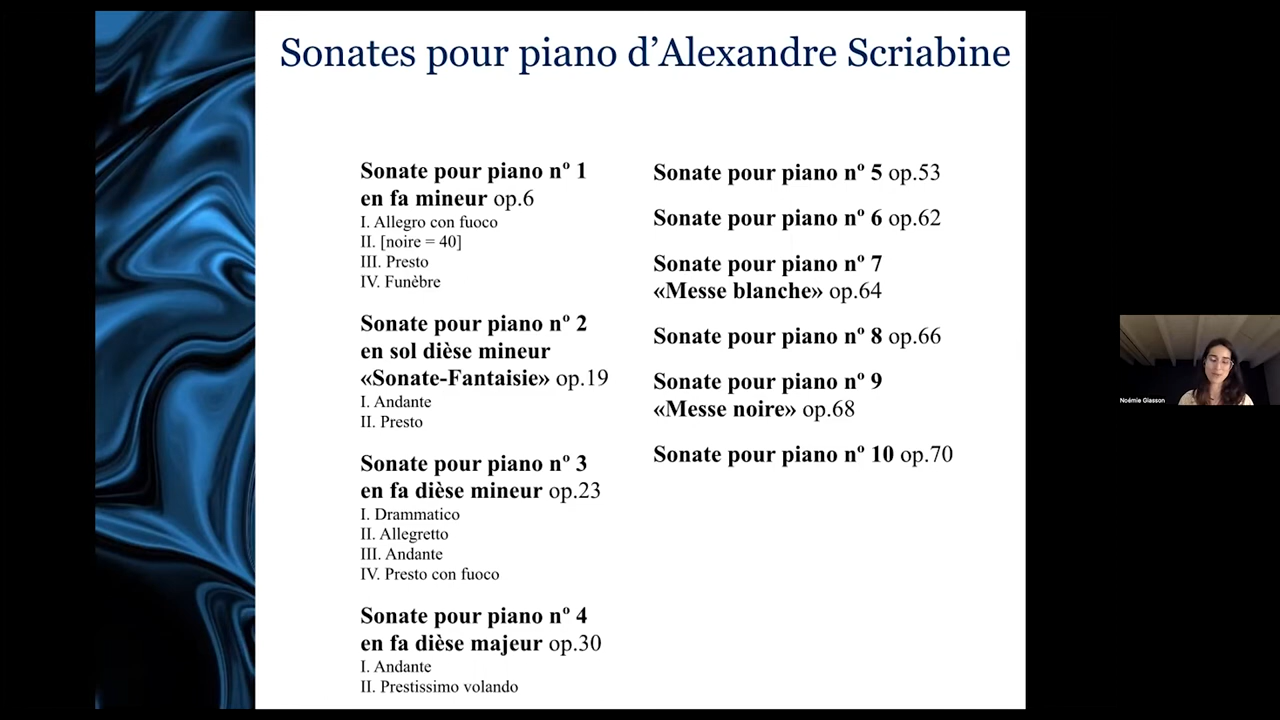 Sonates pour piano d’Alexandre Scriabine
Sonate pour piano nº 1
en fa mineur op.6
I. Allegro con fuoco
II. [noire = 40]
III. Presto
IV. Funèbre
Sonate pour piano nº 2
en sol dièse mineur
«Sonate-Fantaisie» op.19
I. Andante
II. Presto
Sonate pour piano nº 3
en fa dièse mineur op.23
I. Drammatico
II. Allegretto
III. Andante
IV. Presto con fuoco
Sonate pour piano nº 4
en fa dièse majeur op.30
I. Andante
II. Prestissimo volando
Sonate pour piano nº 5 op.53
Sonate pour piano nº 6 op.62
Sonate pour piano nº 7
«Messe blanche» op.64
Sonate pour piano nº 8 op.66
Sonate pour piano nº 9
«Messe noire» op.68
Sonate pour piano nº 10 op.70
Noémie Glasson